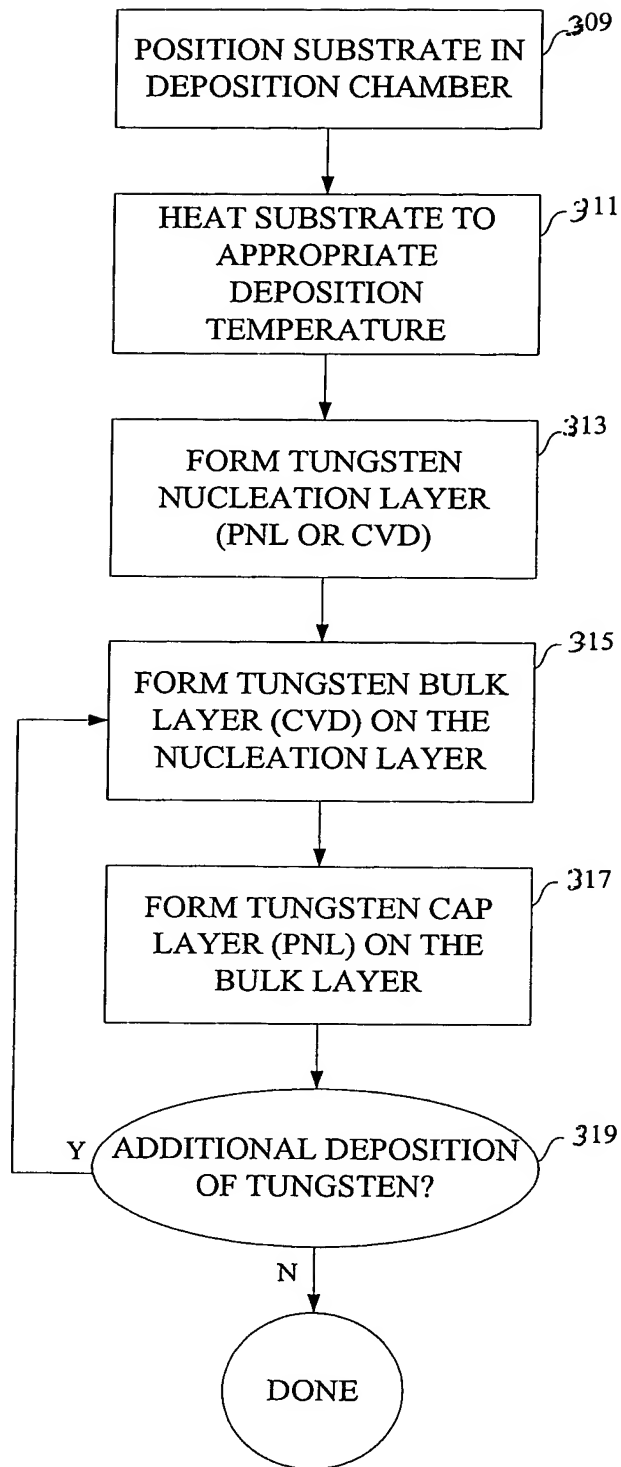 309
POSITION SUBSTRATE IN
DEPOSITION CHAMBER
311
HEAT SUBSTRATE TO
APPROPRIATE
DEPOSITION
TEMPERATURE
313
FORM TUNGSTEN
NUCLEATION LAYER
(PNL OR CVD)
315
FORM TUNGSTEN BULK
LAYER (CVD) ON THE
NUCLEATION LAYER
317
FORM TUNGSTEN CAP
LAYER (PNL) ON THE
BULK LAYER
319
Y
ADDITIONAL DEPOSITION
OF TUNGSTEN?
N
DONE